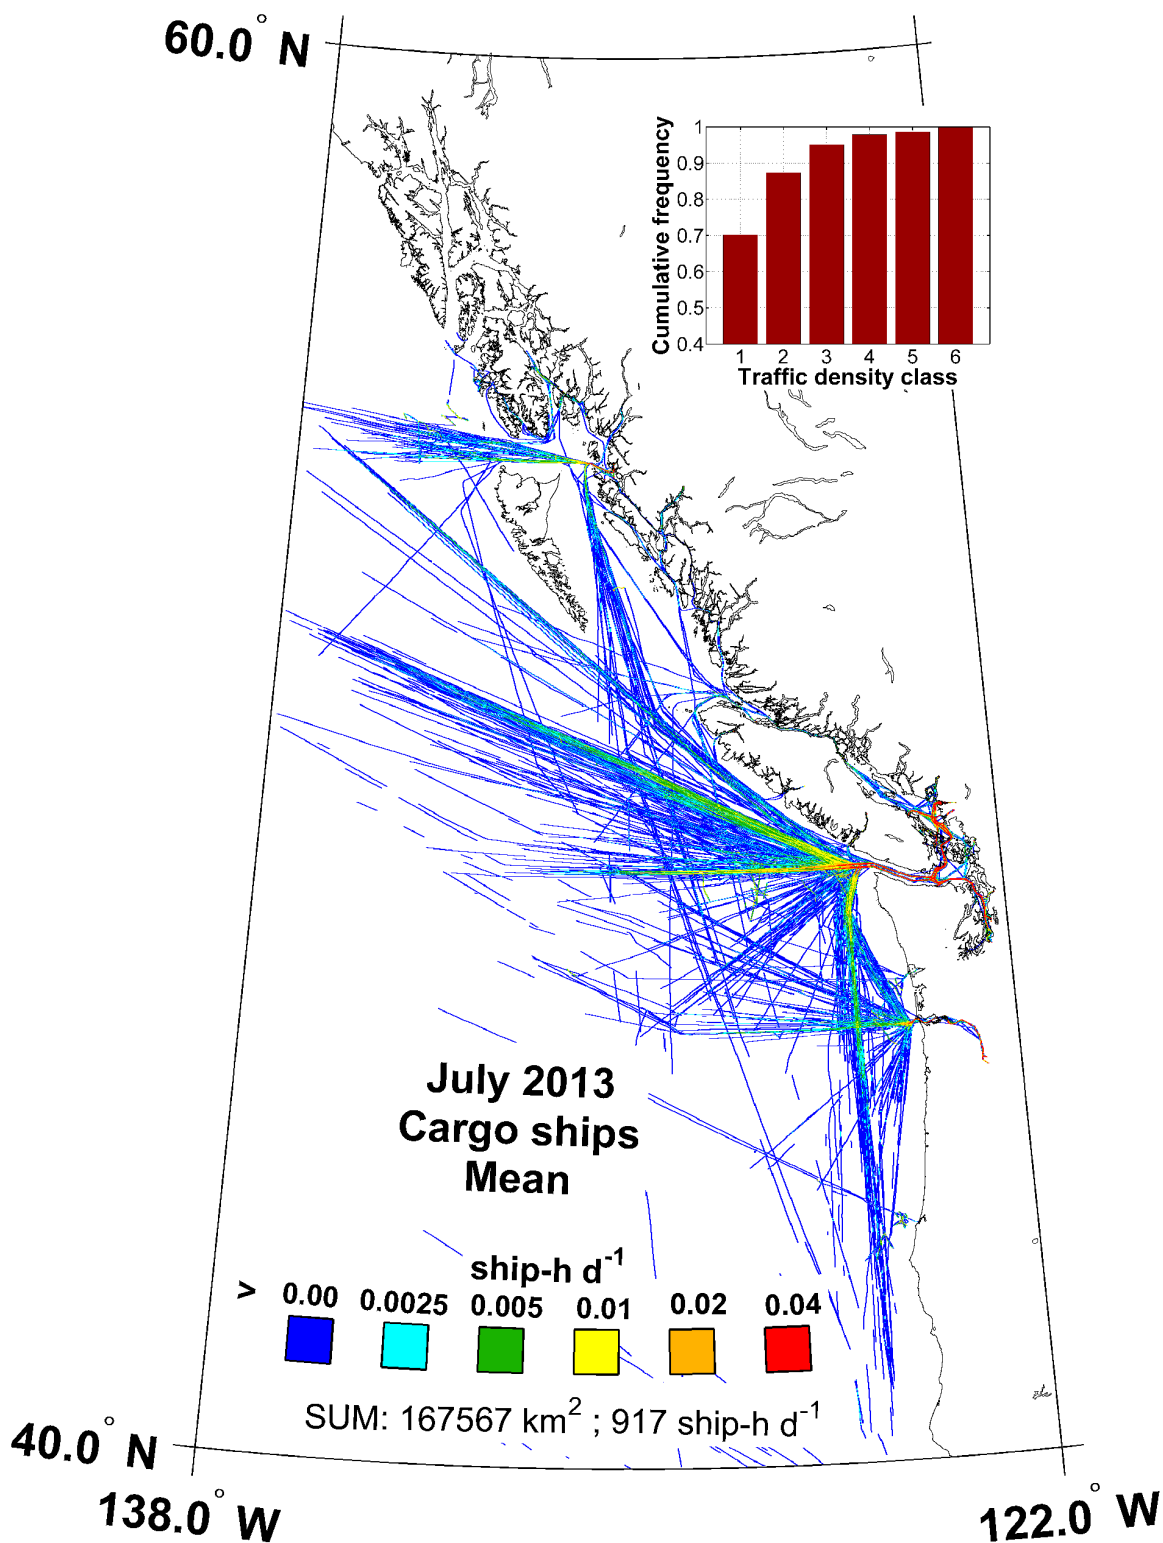 60.0° N
Cumulative frequency
1
0.9
0.8
0.7
0.6
0.5
0.4
1 2 3 4 5 6
Traffic density class
July 2013
Cargo ships
Mean
ship-h d⁻¹
> 0.00 0.0025 0.005 0.01 0.02 0.04
SUM: 167567 km² ; 917 ship-h d⁻¹
40.0° N
138.0° W
122.0° W